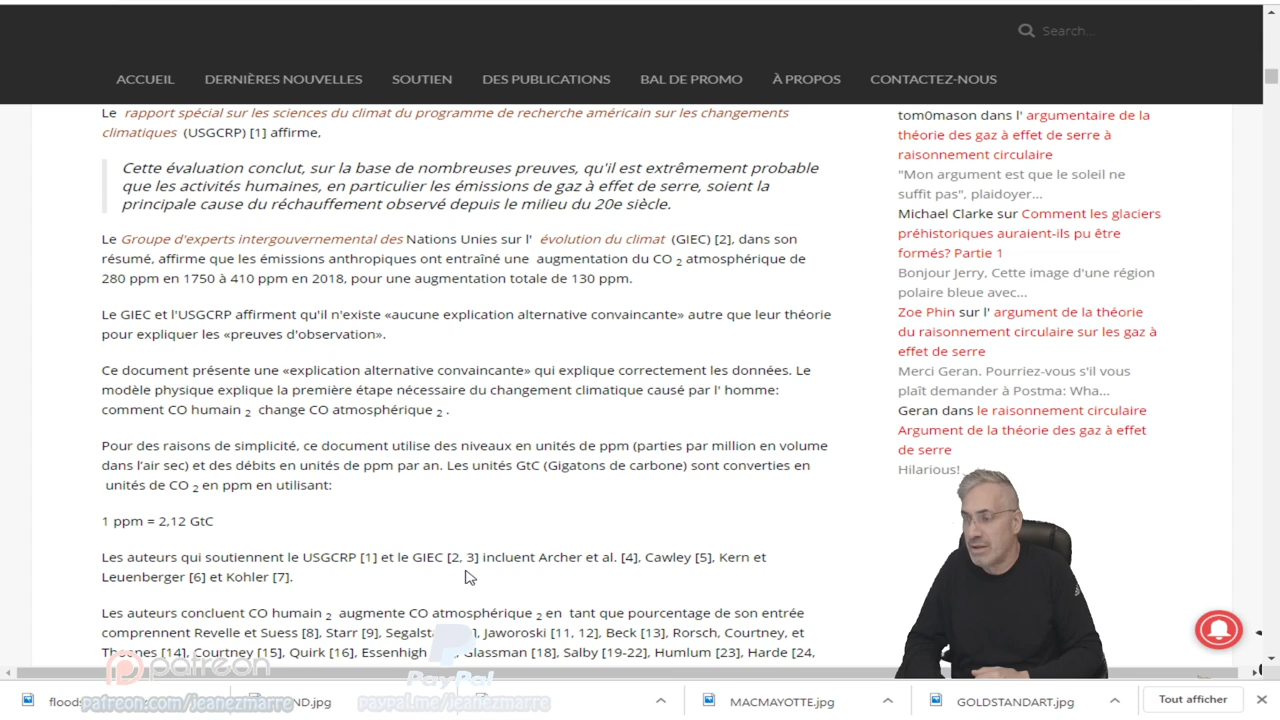 Search...
ACCUEIL DERNIÈRES NOUVELLES SOUTIEN DES PUBLICATIONS BAL DE PROMO À PROPOS CONTACTEZ-NOUS
Le rapport spécial sur les sciences du climat du programme de recherche américain sur les changements
climatiques (USGCRP) [1] affirme,
Cette évaluation conclut, sur la base de nombreuses preuves, qu'il est extrêmement probable
que les activités humaines, en particulier les émissions de gaz à effet de serre, soient la
principale cause du réchauffement observé depuis le milieu du 20e siècle.
Le Groupe d'experts intergouvernemental des Nations Unies sur l' évolution du climat (GIEC) [2], dans son
résumé, affirme que les émissions anthropiques ont entraîné une augmentation du CO 2 atmosphérique de
280 ppm en 1750 à 410 ppm en 2018, pour une augmentation totale de 130 ppm.
Le GIEC et l'USGCRP affirment qu'il n'existe «aucune explication alternative convaincante» autre que leur théorie
pour expliquer les «preuves d'observation».
Ce document présente une «explication alternative convaincante» qui explique correctement les données. Le
modèle physique explique la première étape nécessaire du changement climatique causé par l' homme:
comment CO humain 2 change CO atmosphérique 2 .
Pour des raisons de simplicité, ce document utilise des niveaux en unités de ppm (parties par million en volume
dans l'air sec) et des débits en unités de ppm par an. Les unités GtC (Gigatons de carbone) sont converties en
unités de CO 2 en ppm en utilisant:
1 ppm = 2,12 GtC
Les auteurs qui soutiennent le USGCRP [1] et le GIEC [2, 3] incluent Archer et al. [4], Cawley [5], Kern et
Leuenberger [6] et Kohler [7].
Les auteurs concluent CO humain 2 augmente CO atmosphérique 2 en tant que pourcentage de son entrée
comprennent Revelle et Suess [8], Starr [9], Jaworoski [11, 12], Beck [13], Rorsch, Courtney, et
Thoenes [14], Courtney [15], Quirk [16], Essenhigh Glassman [18], Salby [19-22], Humlum [23], Harde [24,
tom0mason dans l' argumentaire de la
théorie des gaz à effet de serre à
raisonnement circulaire
"Mon argument est que le soleil ne
suffit pas", plaidoyer...
Michael Clarke sur Comment les glaciers
préhistoriques auraient-ils pu être
formés? Partie 1
Bonjour Jerry, Cette image d'une région
polaire bleue avec...
Zoe Phin sur l' argument de la théorie
du raisonnement circulaire sur les gaz à
effet de serre
Merci Geran. Pourriez-vous s'il vous
plaît demander à Postma: Wha...
Geran dans le raisonnement circulaire
Argument de la théorie des gaz à effet
de serre
Hilarious!
patreon PayPal
patreon.com/Jeanezmarre paypal.me/Jeanezmarre
MACMAYOTTE.jpg GOLDSTANDART.jpg Tout afficher